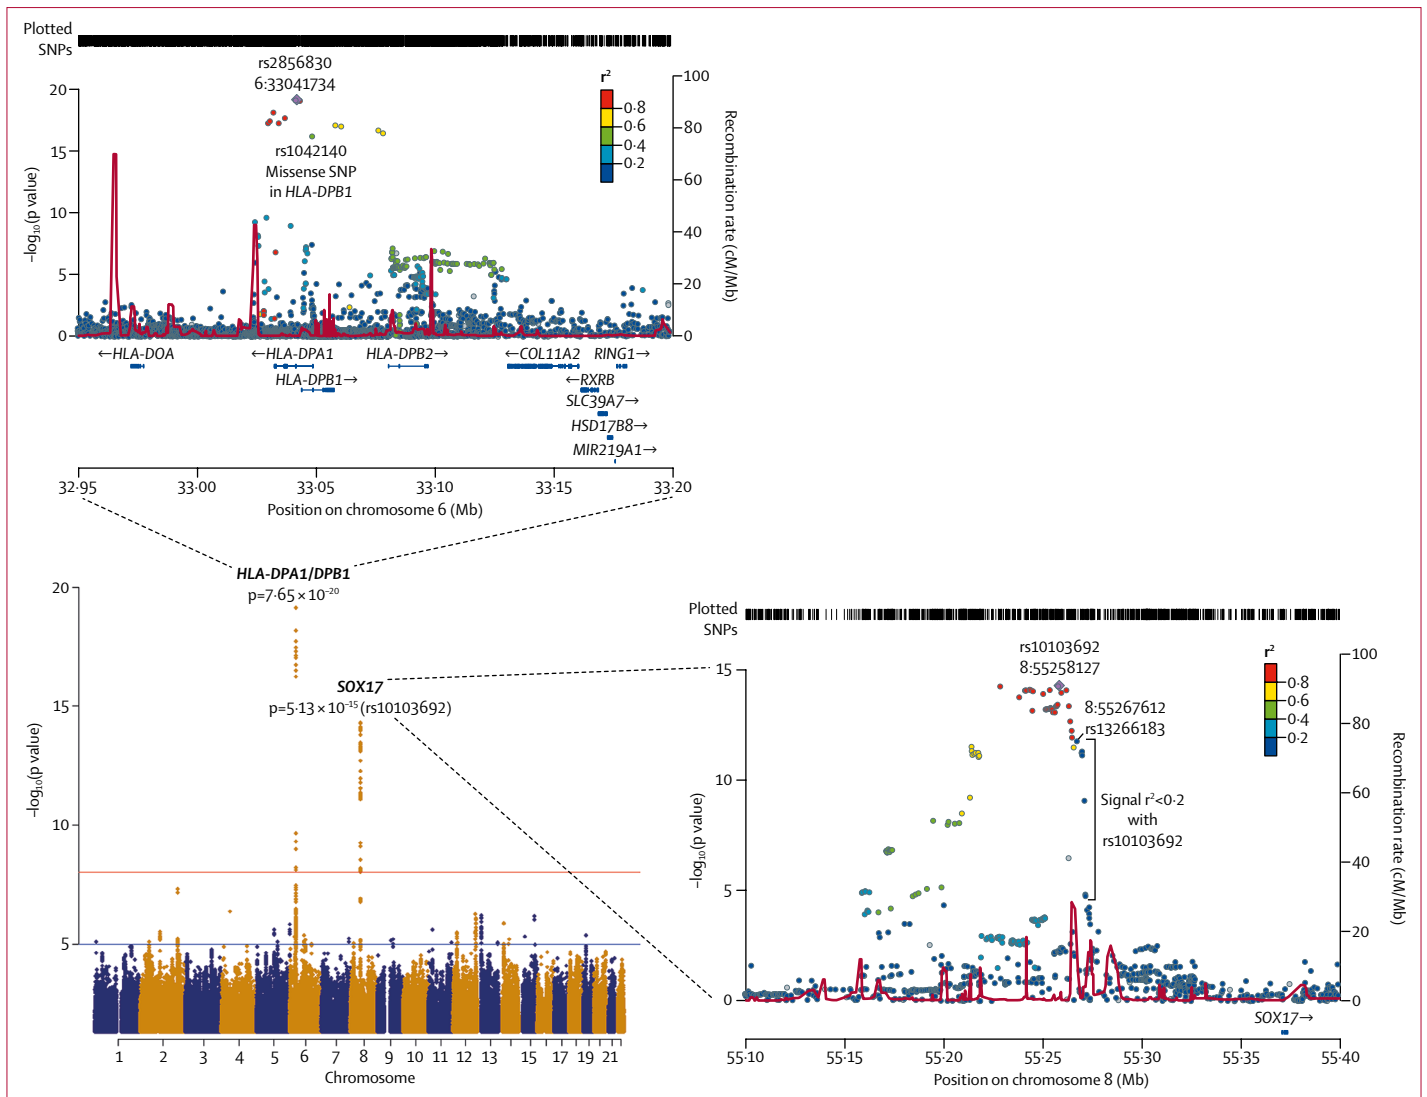 Plotted
SNPs
rs2856830
6:33041734
r²
0·8
0·6
0·4
0·2
20
15
10
5
0
–log₁₀(p value)
100
80
60
40
20
0
Recombination rate (cM/Mb)
rs1042140
Missense SNP
in HLA-DPB1
←HLA-DOA
←HLA-DPA1
HLA-DPB2→
←COL11A2
RING1→
HLA-DPB1→
←RXRB
SLC39A7→
HSD17B8→
MIR219A1→
32·95 33·00 33·05 33·10 33·15 33·20
Position on chromosome 6 (Mb)
HLA-DPA1/DPB1
p=7·65 × 10⁻²⁰
SOX17
p=5·13 × 10⁻¹⁵ (rs10103692)
20
15
10
5
–log₁₀(p value)
1 2 3 4 5 6 7 8 9 10 11 12 13 15 17 19 21
Chromosome
Plotted
SNPs
rs10103692
8:55258127
r²
0·8
0·6
0·4
0·2
8:55267612
rs13266183
Signal r²<0·2
with
rs10103692
15
10
5
0
–log₁₀(p value)
100
80
60
40
20
0
Recombination rate (cM/Mb)
SOX17→
55·10 55·15 55·20 55·25 55·30 55·35 55·40
Position on chromosome 8 (Mb)